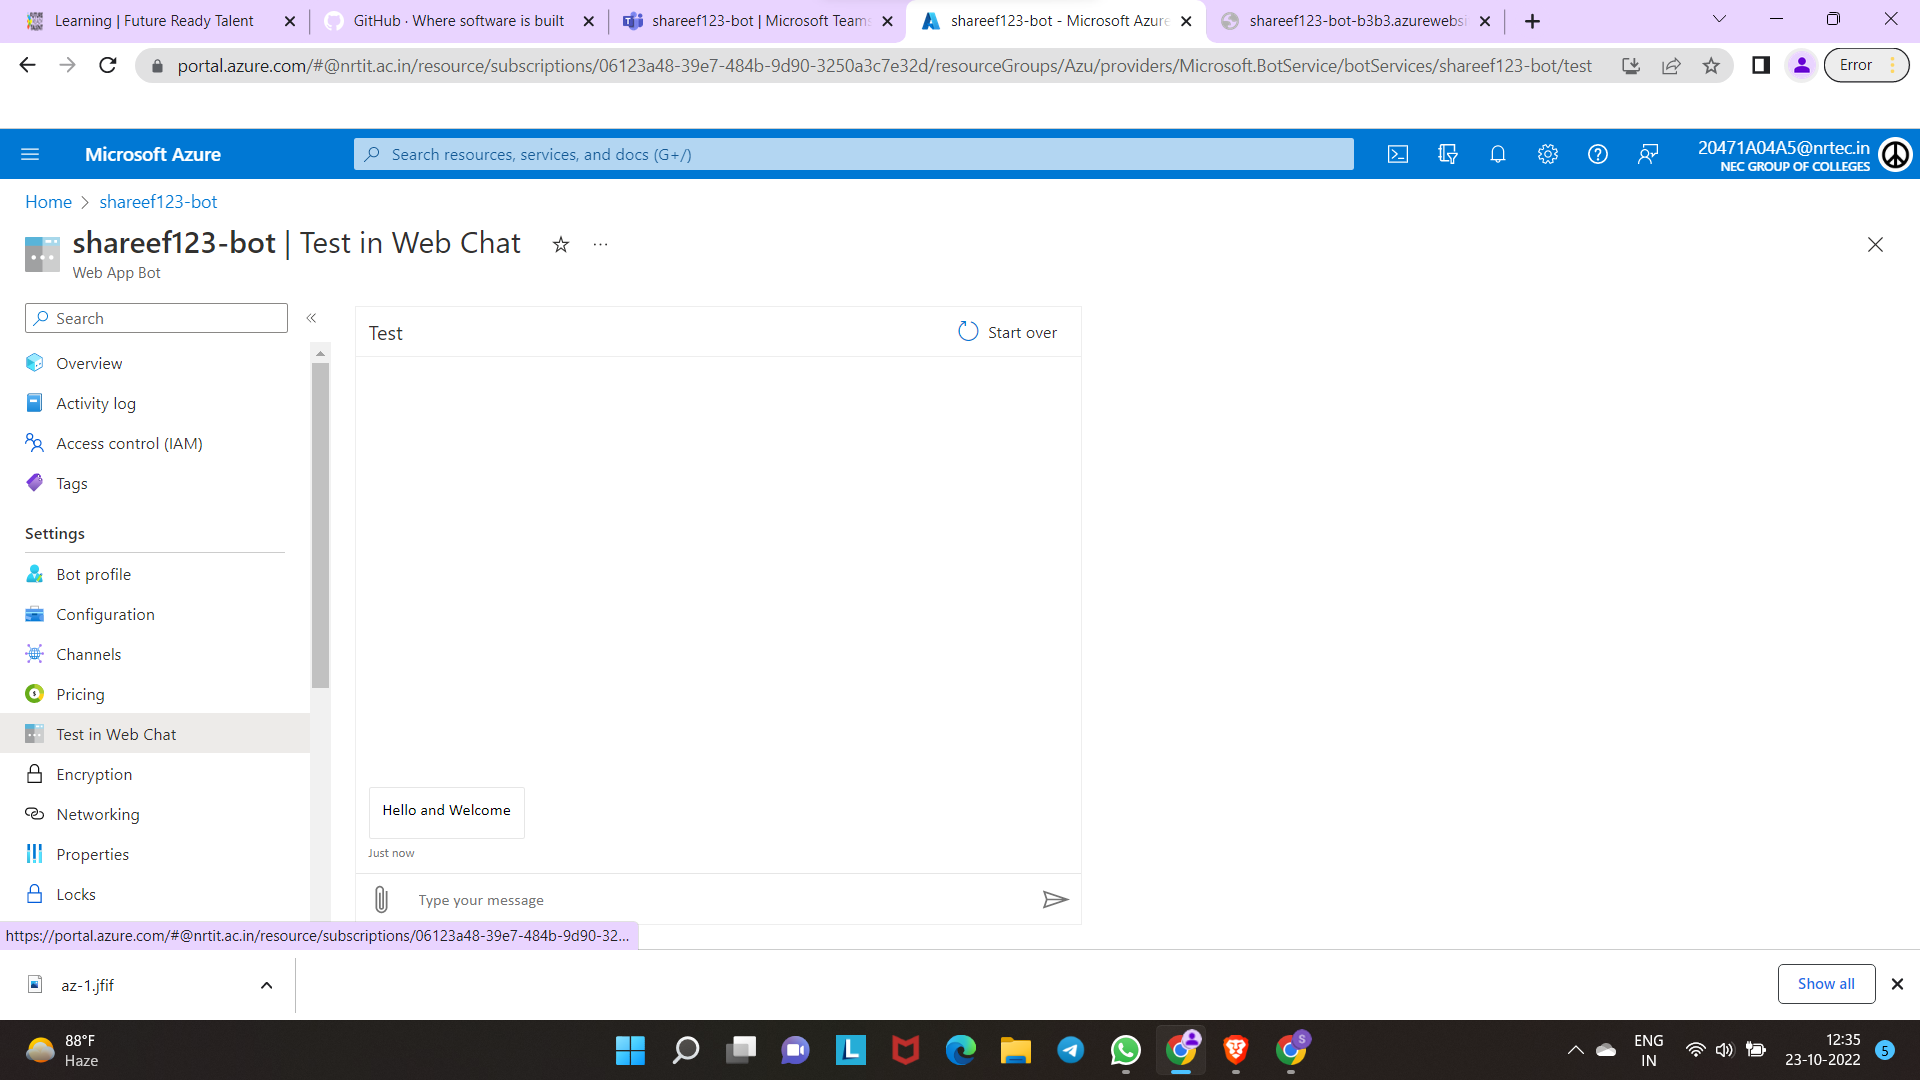 Learning | Future Ready Talent
GitHub · Where software is built
shareef123-bot | Microsoft Teams
shareef123-bot - Microsoft Azure
shareef123-bot-b3b3.azurewebsi
portal.azure.com/#@nrtit.ac.in/resource/subscriptions/06123a48-39e7-484b-9d90-3250a3c7e32d/resourceGroups/Azu/providers/Microsoft.BotService/botServices/shareef123-bot/test
Error
Microsoft Azure
Search resources, services, and docs (G+/)
20471A04A5@nrtec.in
NEC GROUP OF COLLEGES
Home > shareef123-bot
shareef123-bot | Test in Web Chat
Web App Bot
Search
Overview
Activity log
Access control (IAM)
Tags
Settings
Bot profile
Configuration
Channels
Pricing
Test in Web Chat
Encryption
Networking
Properties
Locks
Test
Start over
Hello and Welcome
Just now
Type your message
https://portal.azure.com/#@nrtit.ac.in/resource/subscriptions/06123a48-39e7-484b-9d90-32...
az-1.jfif
Show all
88°F
Haze
L
S
ENG
IN
12:35
23-10-2022
5